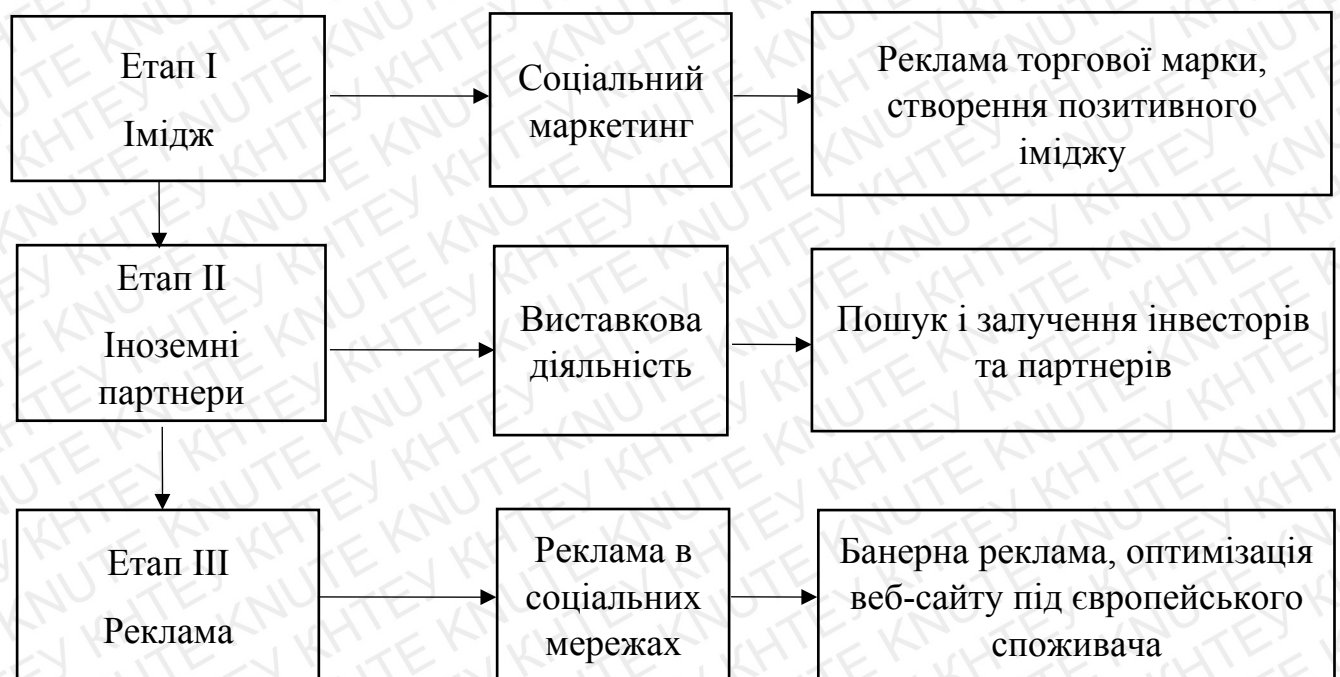 Етап I
Імідж
Соціальний
маркетинг
Реклама торгової марки,
створення позитивного
іміджу
Етап II
Іноземні
партнери
Виставкова
діяльність
Пошук і залучення інвесторів
та партнерів
Етап III
Реклама
Реклама в
соціальних
мережах
Банерна реклама, оптимізація
веб-сайту під європейського
споживача